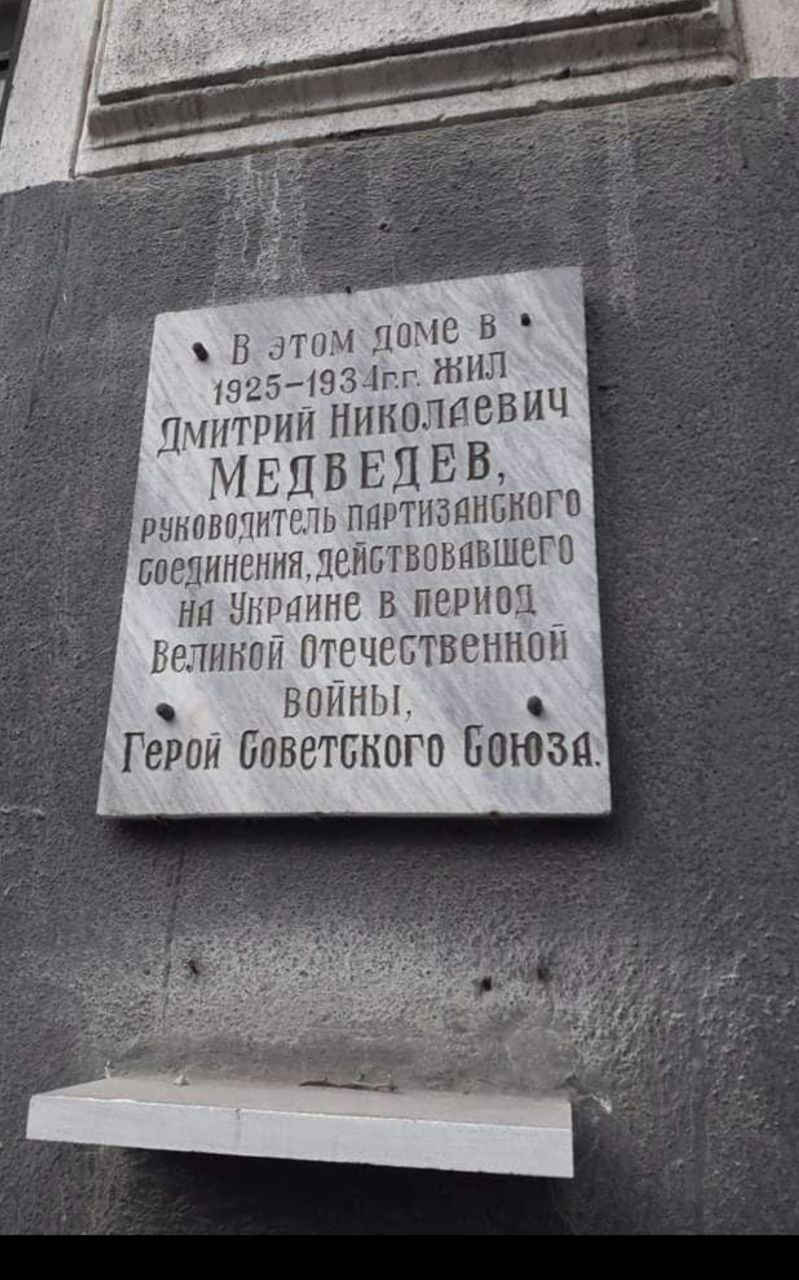 В этом доме в
1925–1934г.г. жил
Дмитрий Николаевич
Медведев,
руководитель партизанского
соединения, действовавшего
на Украине в период
Великой Отечественной
войны,
Герой Советского Союза.